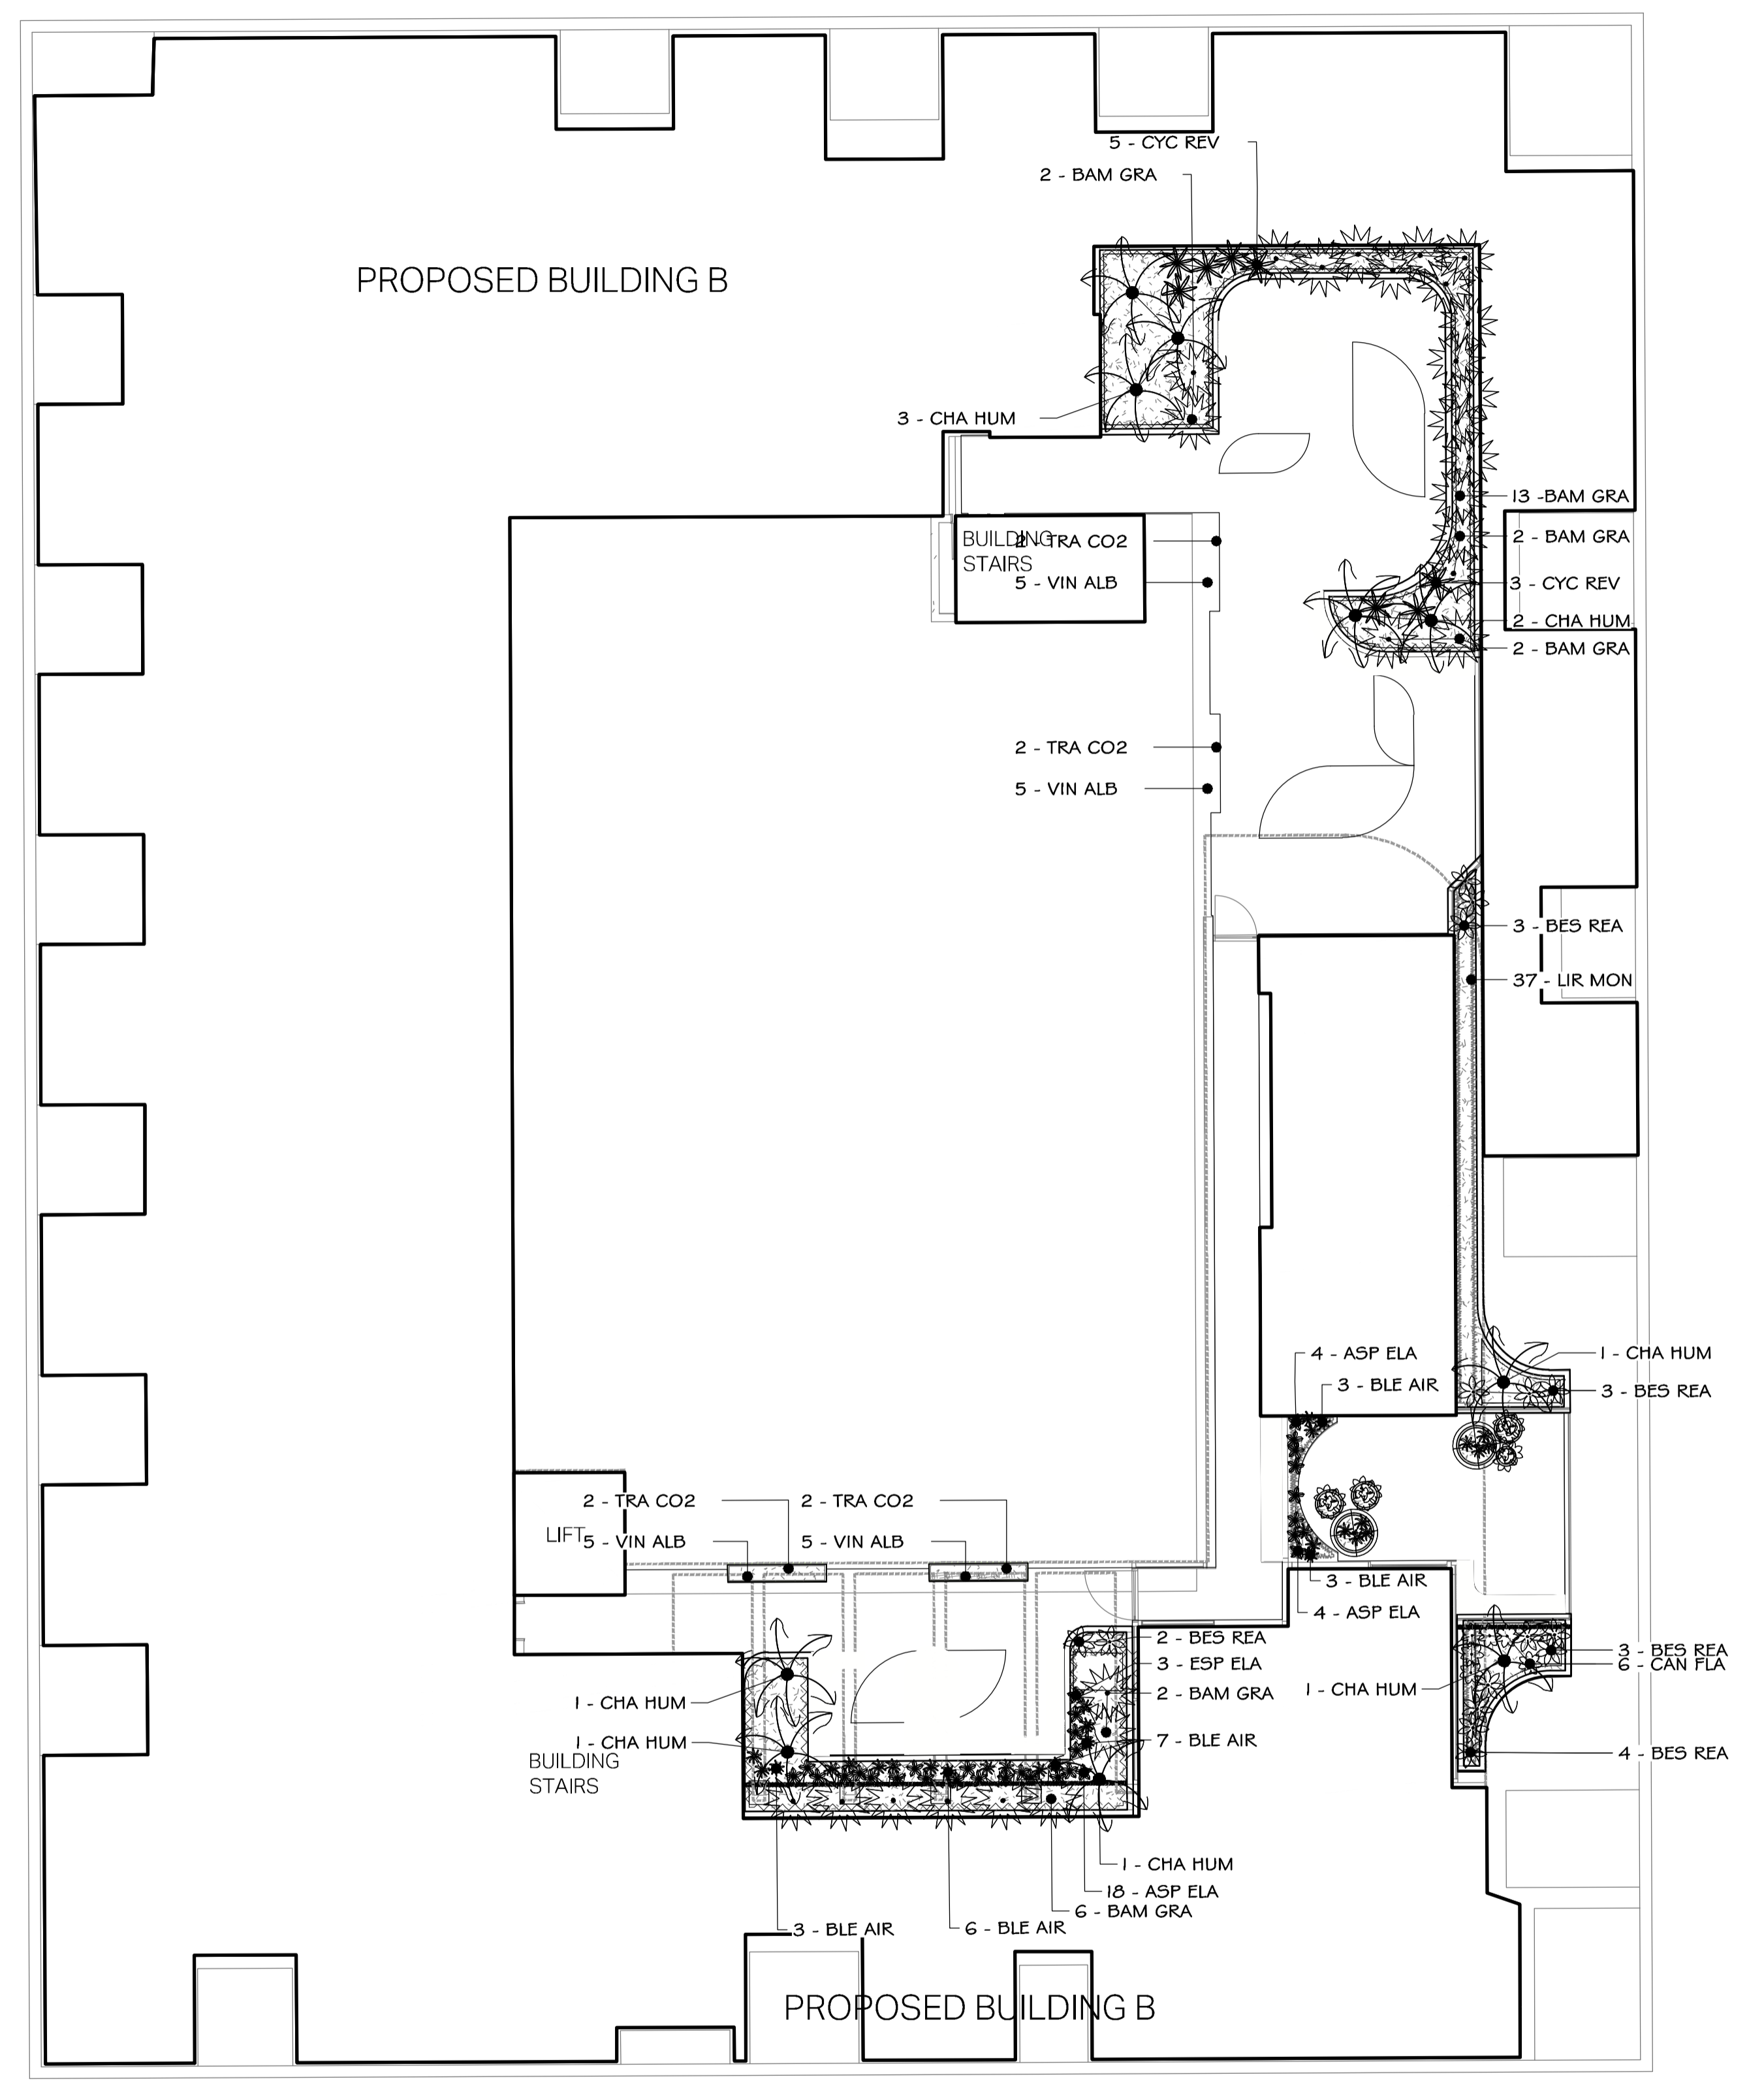 5 - CYC REV
2 - BAM GRA
PROPOSED BUILDING B
3 - CHA HUM
13 -BAM GRA
2 - BAM GRA
BUILDING
STAIRS
2 - TRA CO2
5 - VIN ALB
3 - CYC REV
2 - CHA HUM
2 - BAM GRA
2 - TRA CO2
5 - VIN ALB
3 - BES REA
37 - LIR MON
4 - ASP ELA
1 - CHA HUM
3 - BLE AIR
3 - BES REA
2 - TRA CO2
2 - TRA CO2
LIFT
5 - VIN ALB
5 - VIN ALB
3 - BLE AIR
4 - ASP ELA
2 - BES REA
3 - BES REA
3 - ESP ELA
6 - CAN FLA
2 - BAM GRA
1 - CHA HUM
1 - CHA HUM
7 - BLE AIR
1 - CHA HUM
4 - BES REA
BUILDING
STAIRS
1 - CHA HUM
18 - ASP ELA
6 - BAM GRA
3 - BLE AIR
6 - BLE AIR
PROPOSED BUILDING B